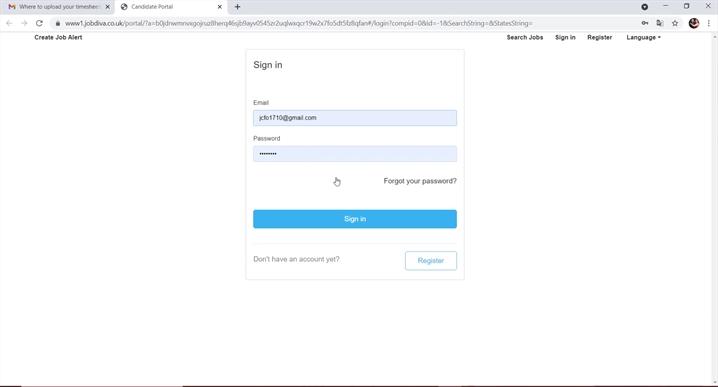 Where to upload your timesheet
Candidate Portal
www1.jobdiva.co.uk/portal/?a=b0jdnwmnvxgojruz8herq46sjb9ayv0545zr2uqlwxqcr19w2x7fo5dt5fz8qfan#/login?compid=0&id=-1&SearchString=&StatesString=
Create Job Alert
Search Jobs
Sign in
Register
Language
Sign in
Email
jcfo1710@gmail.com
Password
Forgot your password?
Sign in
Don't have an account yet?
Register